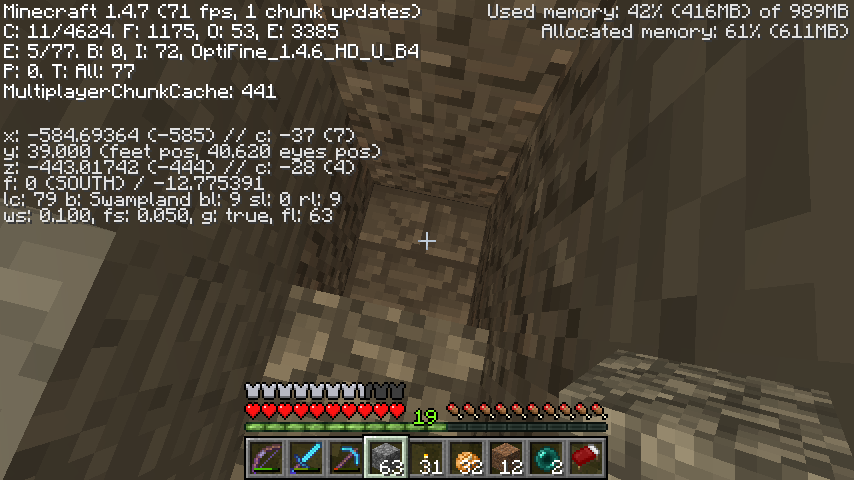 Minecraft 1.4.7 (71 fps, 1 chunk updates)
C: 11/4624. F: 1175, O: 53, E: 3385
E: 5/77. B: 0, I: 72, OptiFine_1.4.6_HD_U_B4
P: 0. T: All: 77
MultiplayerChunkCache: 441
Used memory: 42% (416MB) of 989MB
Allocated memory: 61% (611MB)
x: -584.69364 (-585) // c: -37 (7)
y: 39.000 (feet pos, 40.620 eyes pos)
z: -443.01742 (-444) // c: -28 (4)
f: 0 (SOUTH) / -12.775391
lc: 79 b: Swampland bl: 9 sl: 0 rl: 9
ws: 0.100, fs: 0.050, g: true, fl: 63
19
63 31 32 12 2